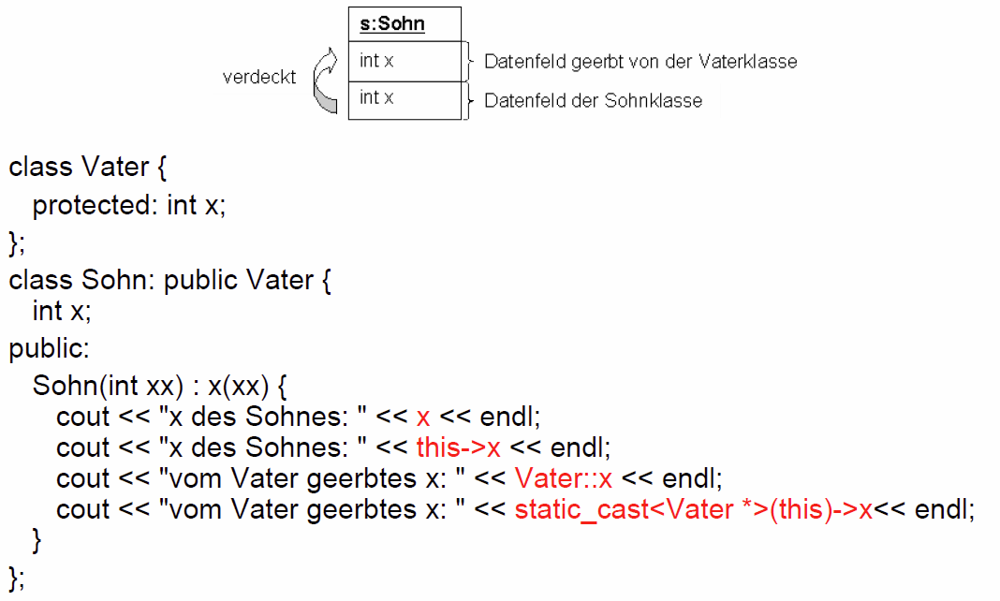 s:Sohn
verdeckt
int x
Datenfeld geerbt von der Vaterklasse
int x
Datenfeld der Sohnklasse
class Vater {
protected: int x;
};
class Sohn: public Vater {
int x;
public:
Sohn(int xx) : x(xx) {
cout << "x des Sohnes: " << x << endl;
cout << "x des Sohnes: " << this->x << endl;
cout << "vom Vater geerbtes x: " << Vater::x << endl;
cout << "vom Vater geerbtes x: " << static_cast<Vater *>(this)->x<< endl;
}
};